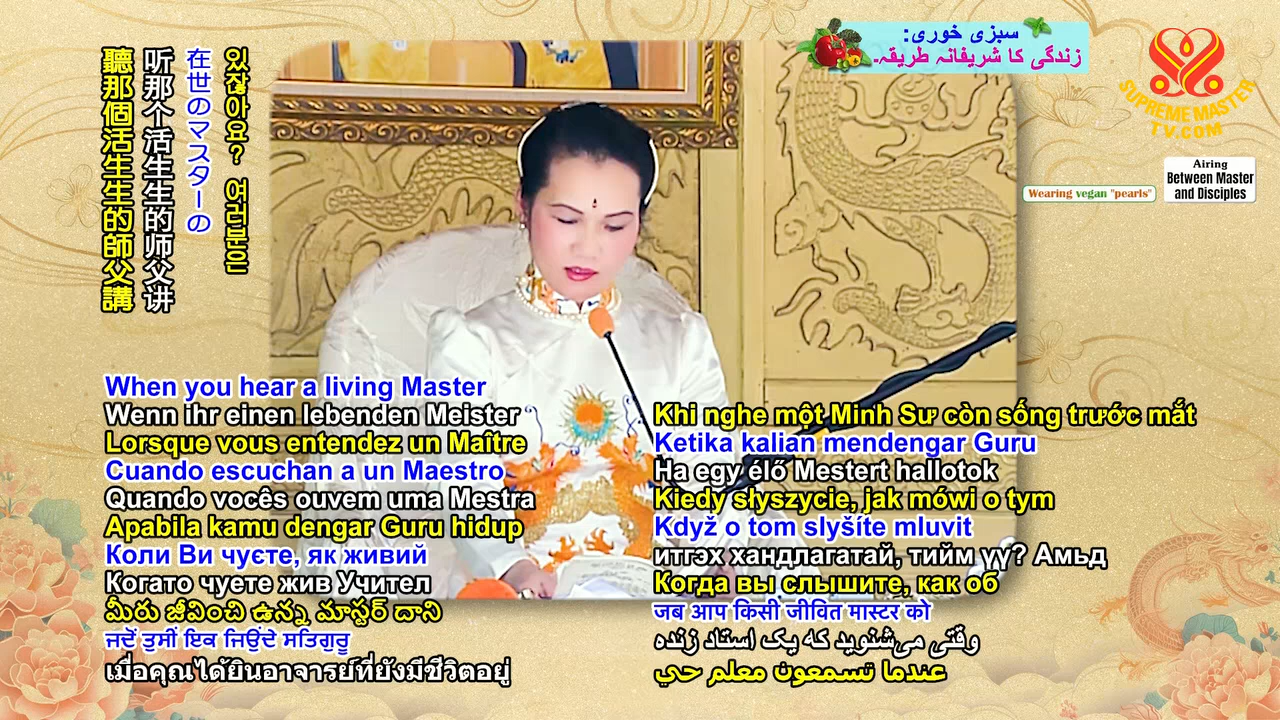 سبزی خوری:
زندگی کا شریفانہ طریقہ۔
SUPREME MASTER
TV.COM
Airing
Between Master
and Disciples
Wearing vegan "pearls"
聽那個活生生的師父講
听那个活生生的师父讲
在世のマスターの
있잖아요? 여러분은
When you hear a living Master
Wenn ihr einen lebenden Meister
Lorsque vous entendez un Maître
Cuando escuchan a un Maestro
Quando vocês ouvem uma Mestra
Apabila kamu dengar Guru hidup
Коли Ви чуєте, як живий
Когато чуете жив Учител
మీరు జీవించి ఉన్న మాస్టర్ దాని
ਜਦੋਂ ਤੁਸੀਂ ਇਕ ਜਿਉਂਦੇ ਸਤਿਗੁਰੂ
เมื่อคุณได้ยินอาจารย์ที่ยังมีชีวิตอยู่
Khi nghe một Minh Sư còn sống trước mắt
Ketika kalian mendengar Guru
Ha egy élő Mestert hallotok
Kiedy słyszycie, jak mówi o tym
Když o tom slyšíte mluvit
итгэх хандлагатай, тийм үү? Амьд
Когда вы слышите, как об
जब आप किसी जीवित मास्टर को
وقتی می‌شنوید که یک استاد زنده
عندما تسمعون معلم حي